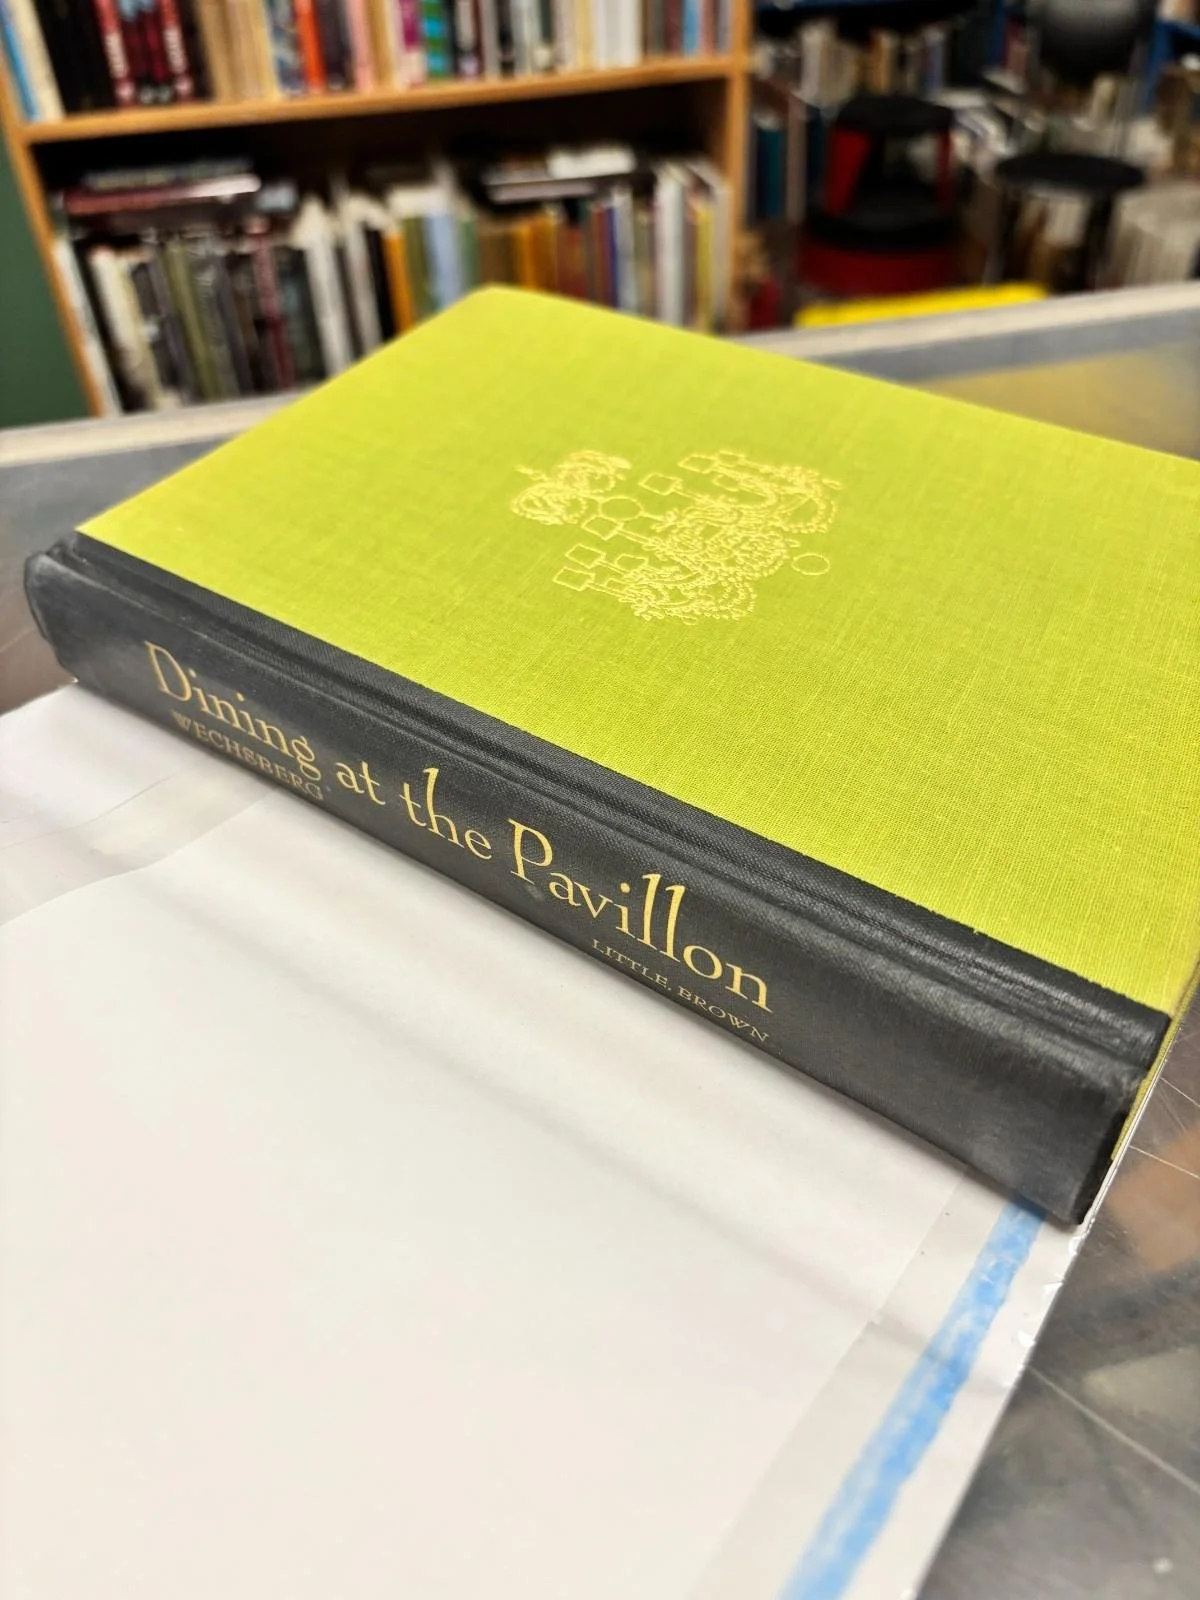 Dining at the Pavillon
WECHSBERG
LITTLE, BROWN